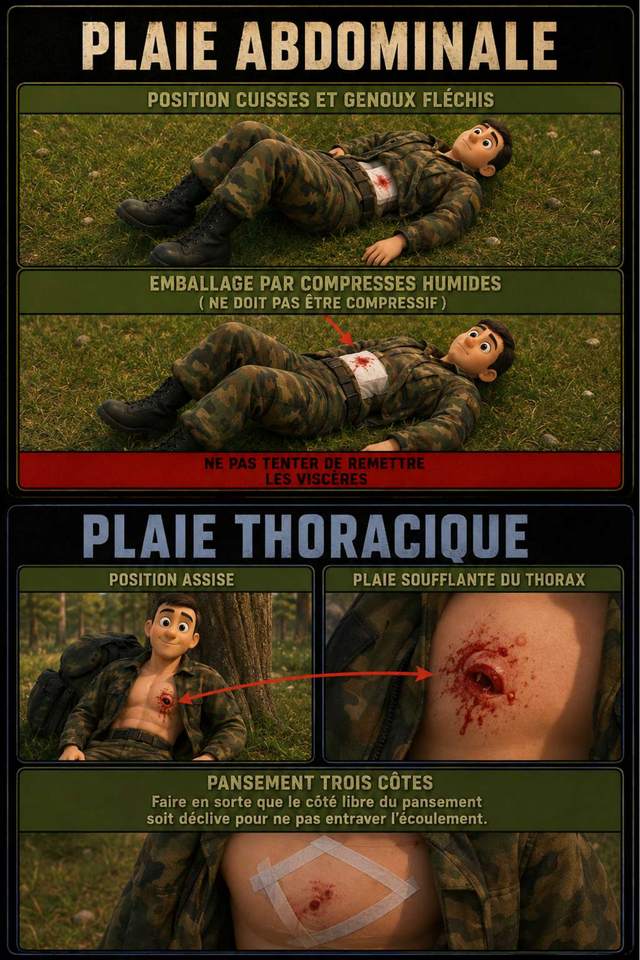 PLAIE ABDOMINALE
POSITION CUISSES ET GENOUX FLÉCHIS
EMBALLAGE PAR COMPRESSES HUMIDES
( NE DOIT PAS ÊTRE COMPRESSIF )
NE PAS TENTER DE REMETTRE
LES VISCÈRES
PLAIE THORACIQUE
POSITION ASSISE
PLAIE SOUFFLANTE DU THORAX
PANSEMENT TROIS CÔTES
Faire en sorte que le côté libre du pansement
soit déclive pour ne pas entraver l'écoulement.